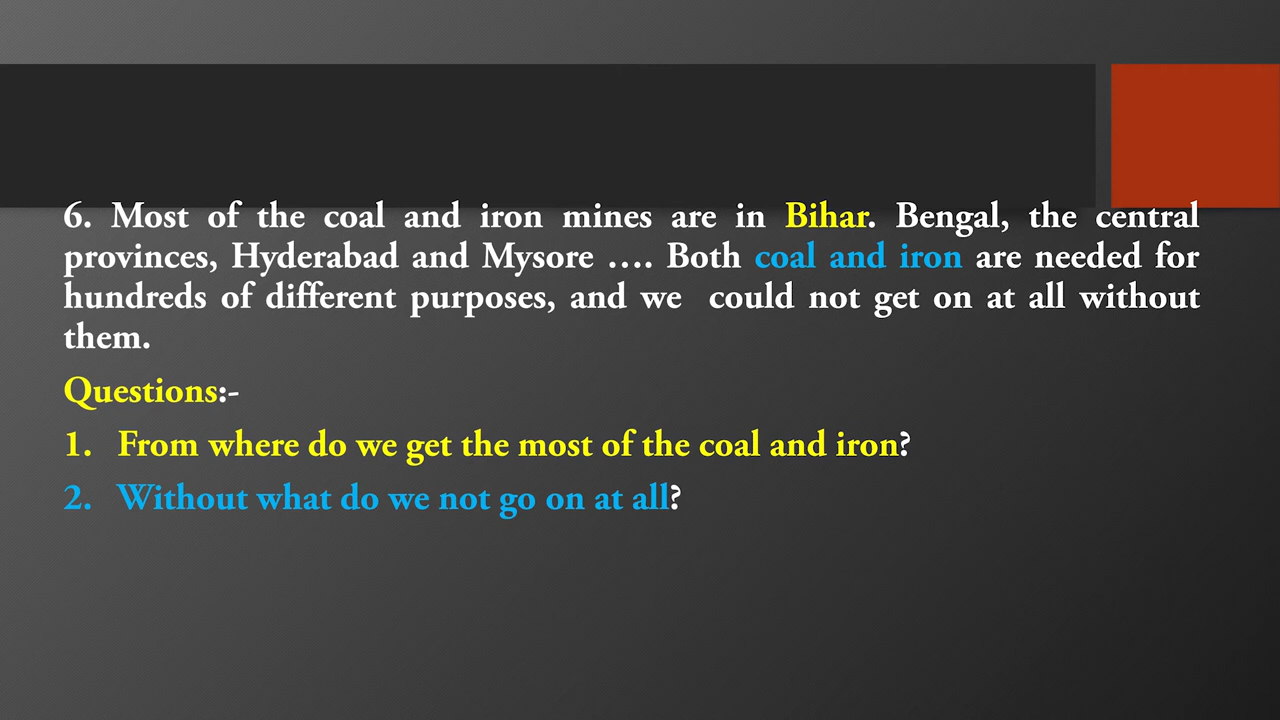 6. Most of the coal and iron mines are in Bihar. Bengal, the central
provinces, Hyderabad and Mysore …. Both coal and iron are needed for
hundreds of different purposes, and we could not get on at all without
them.
Questions:-
1. From where do we get the most of the coal and iron?
2. Without what do we not go on at all?